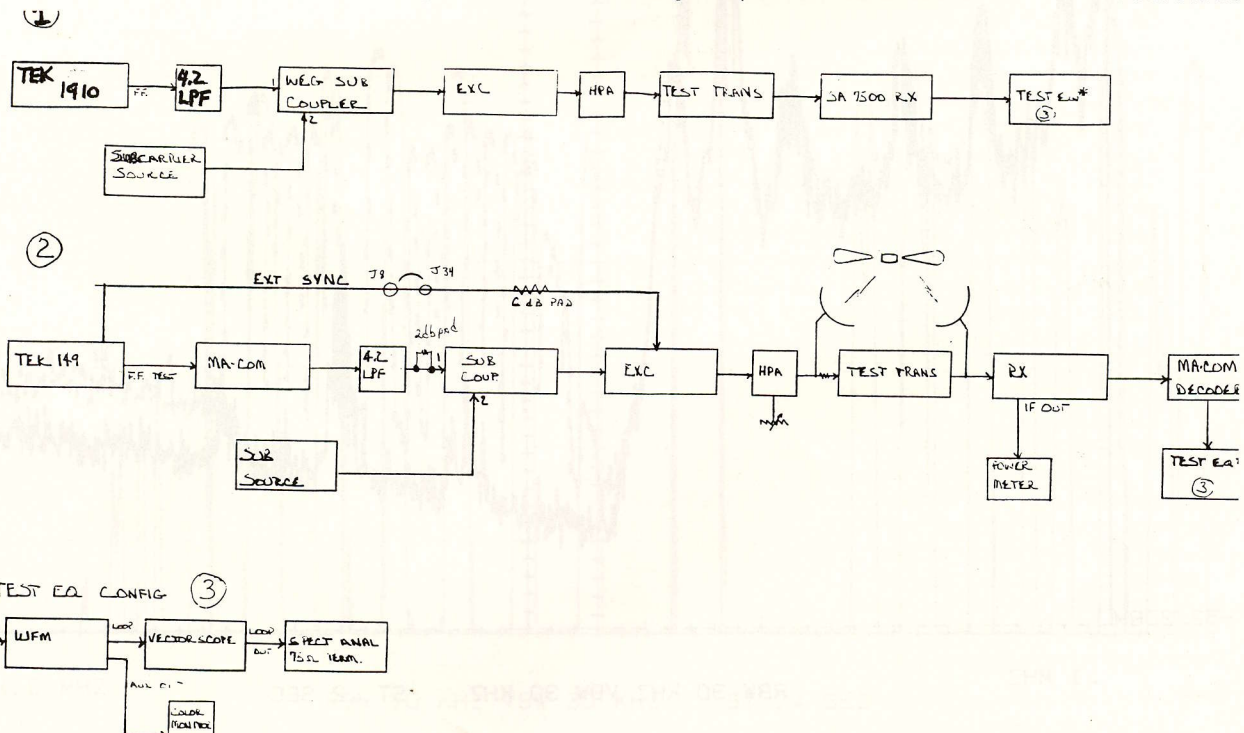 1
TEK
1910
F.F.
4.2
LPF
1
WEG SUB
COUPLER
2
EXC
HPA
TEST TRANS
SA 7500 RX
TEST EQ*
3
SUBCARRIER
SOURCE
2
EXT SYNC
J8
J34
6 dB PAD
TEK 149
F.F. TEST
MA-COM
4.2
LPF
2db pad
1
SUB
COUP.
2
EXC
HPA
TEST TRANS
RX
IF OUT
MA-COM
DECODER
SUB
SOURCE
POWER
METER
TEST EQ
3
TEST EQ CONFIG 3
WFM
LOOP
VECTOR SCOPE
LOOP
OUT
SPECT ANAL
75Ω TERM.
AUX
COLOR